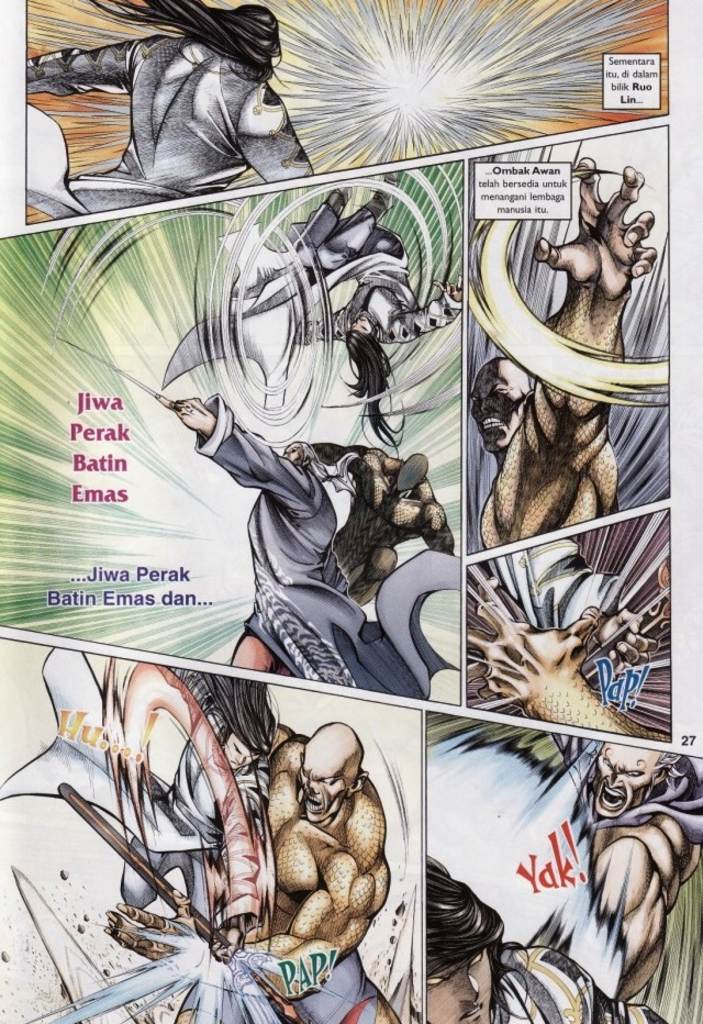 Sementara
itu, di dalam
bilik Ruo
Lin...
...Ombak Awan
telah bersedia untuk
menangani lembaga
manusia itu.
Jiwa
Perak
Batin
Emas
...Jiwa Perak
Batin Emas dan...
Pap!
27
Hu....!
PAP!
Yak!